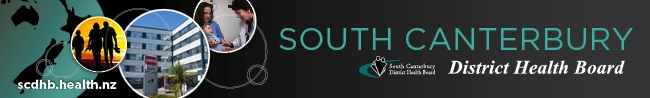 SOUTH CANTERBURY
South Canterbury
District Health Board
District Health Board
scdhb.health.nz